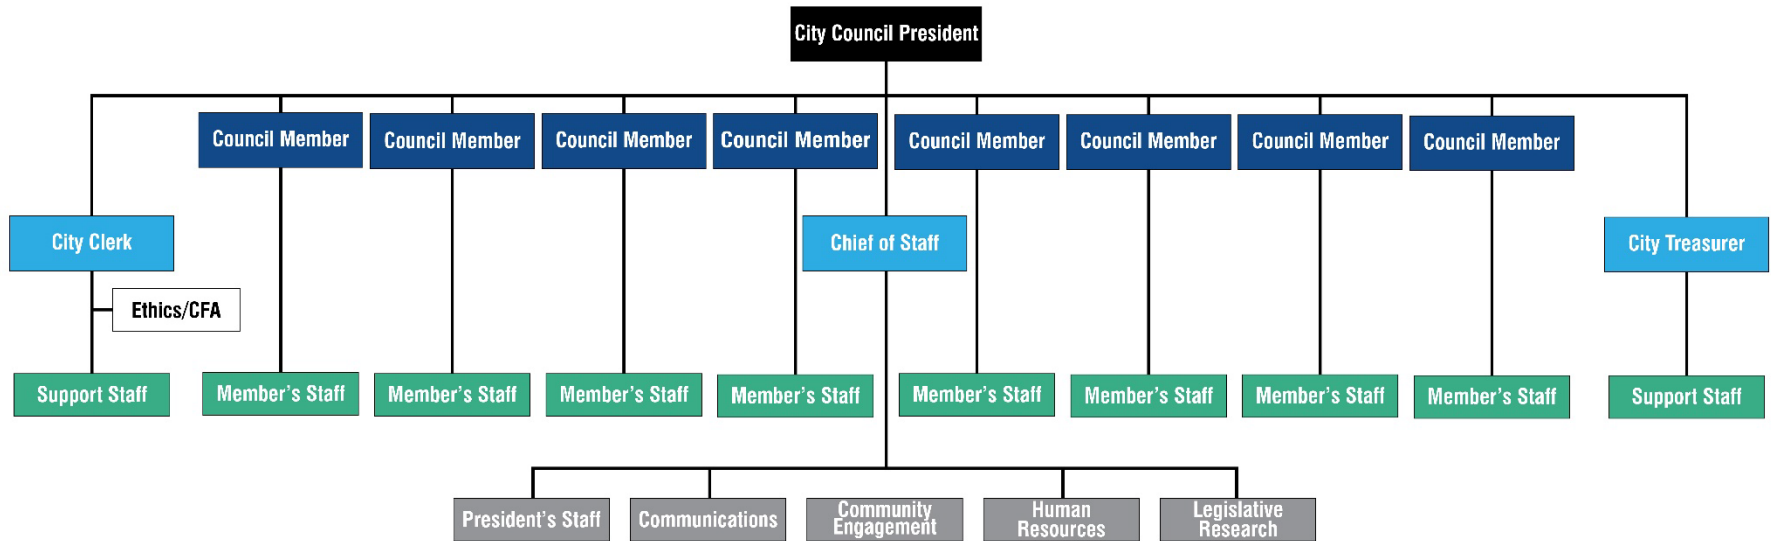 City Council President
Council Member
Council Member
Council Member
Council Member
Council Member
Council Member
Council Member
Council Member
City Clerk
Chief of Staff
City Treasurer
Ethics/CFA
Support Staff
Member's Staff
Member's Staff
Member's Staff
Member's Staff
Member's Staff
Member's Staff
Member's Staff
Member's Staff
Support Staff
President's Staff
Communications
Community
Engagement
Human
Resources
Legislative
Research